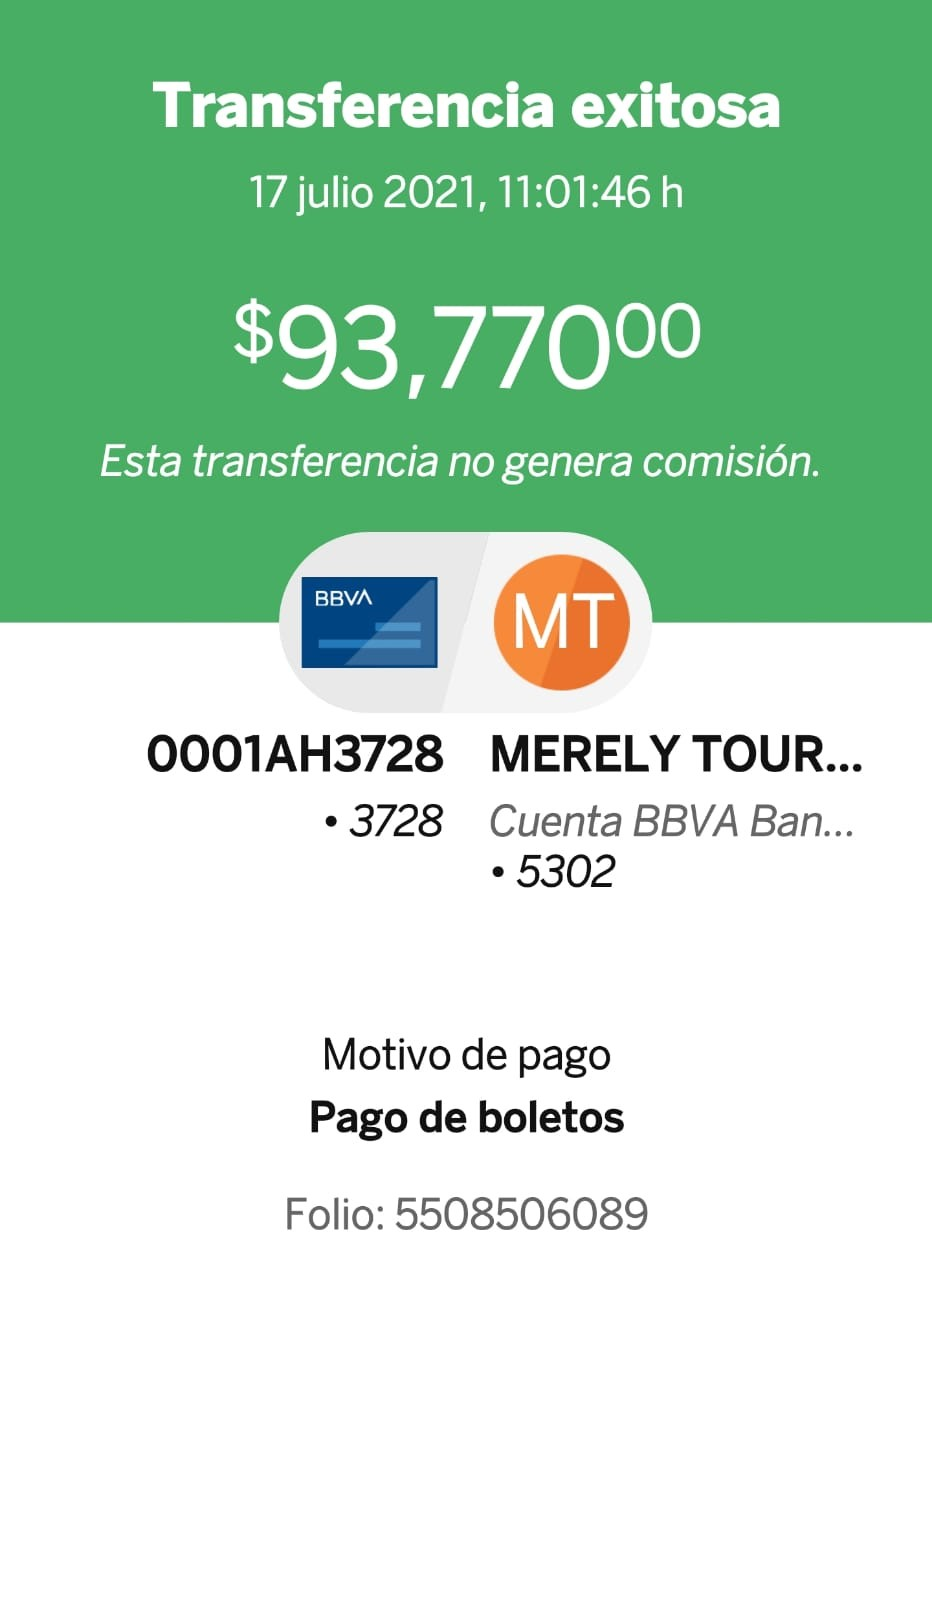 Transferencia exitosa
17 julio 2021, 11:01:46 h
$93,77000
Esta transferencia no genera comisión.
BBVA
MT
0001AH3728
• 3728
MERELY TOUR...
Cuenta BBVA Ban...
• 5302
Motivo de pago
Pago de boletos
Folio: 5508506089